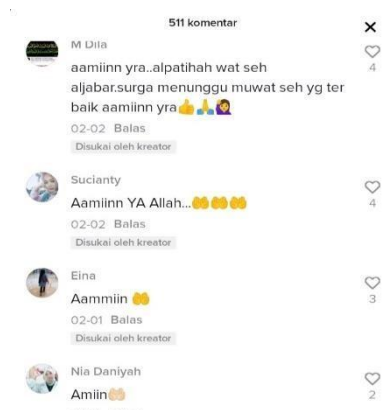 511 komentar
M Dila
aamiinn yra..alpatihah wat seh
aljabar.surga menunggu muwat seh yg ter
baik aamiinn yra👍🙏🙋‍♀️
4
02-02 Balas
Disukai oleh kreator
Sucianty
Aamiinn YA Allah...🤲🤲🤲
4
02-02 Balas
Disukai oleh kreator
Eina
Aammiin 🤲
3
02-01 Balas
Disukai oleh kreator
Nia Daniyah
Amiin🤲🏻
2